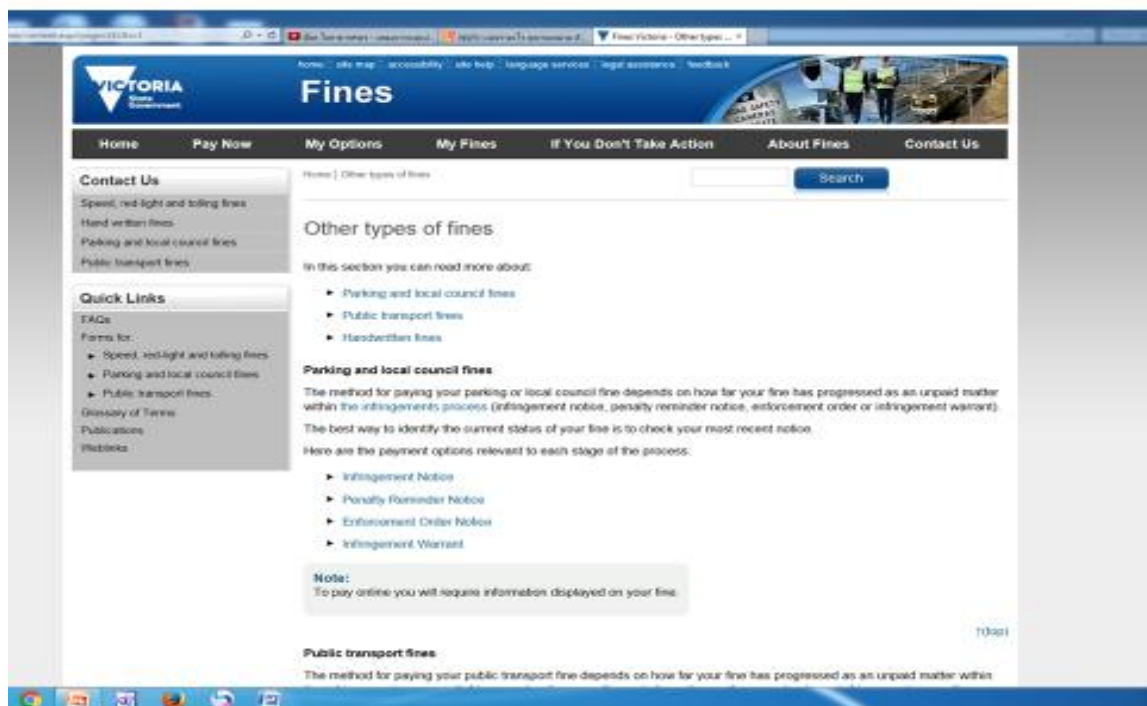 Fines Victoria - Other types ...
VICTORIA
State
Government
home site map accessibility site help language services legal assistance feedback
Fines
Home Pay Now My Options My Fines If You Don't Take Action About Fines Contact Us
Contact Us
Speed, red-light and tolling fines
Hand written fines
Parking and local council fines
Public transport fines
Quick Links
FAQs
Forms for:
Speed, red-light and tolling fines
Parking and local council fines
Public transport fines
Glossary of Terms
Publications
Weblinks
Home | Other types of fines
Search
Other types of fines
In this section you can read more about:
Parking and local council fines
Public transport fines
Handwritten fines
Parking and local council fines
The method for paying your parking or local council fine depends on how far your fine has progressed as an unpaid matter
within the infringements process (infringement notice, penalty reminder notice, enforcement order or infringement warrant).
The best way to identify the current status of your fine is to check your most recent notice.
Here are the payment options relevant to each stage of the process:
Infringement Notice
Penalty Reminder Notice
Enforcement Order Notice
Infringement Warrant
Note:
To pay online you will require information displayed on your fine.
↑(top)
Public transport fines
The method for paying your public transport fine depends on how far your fine has progressed as an unpaid matter within